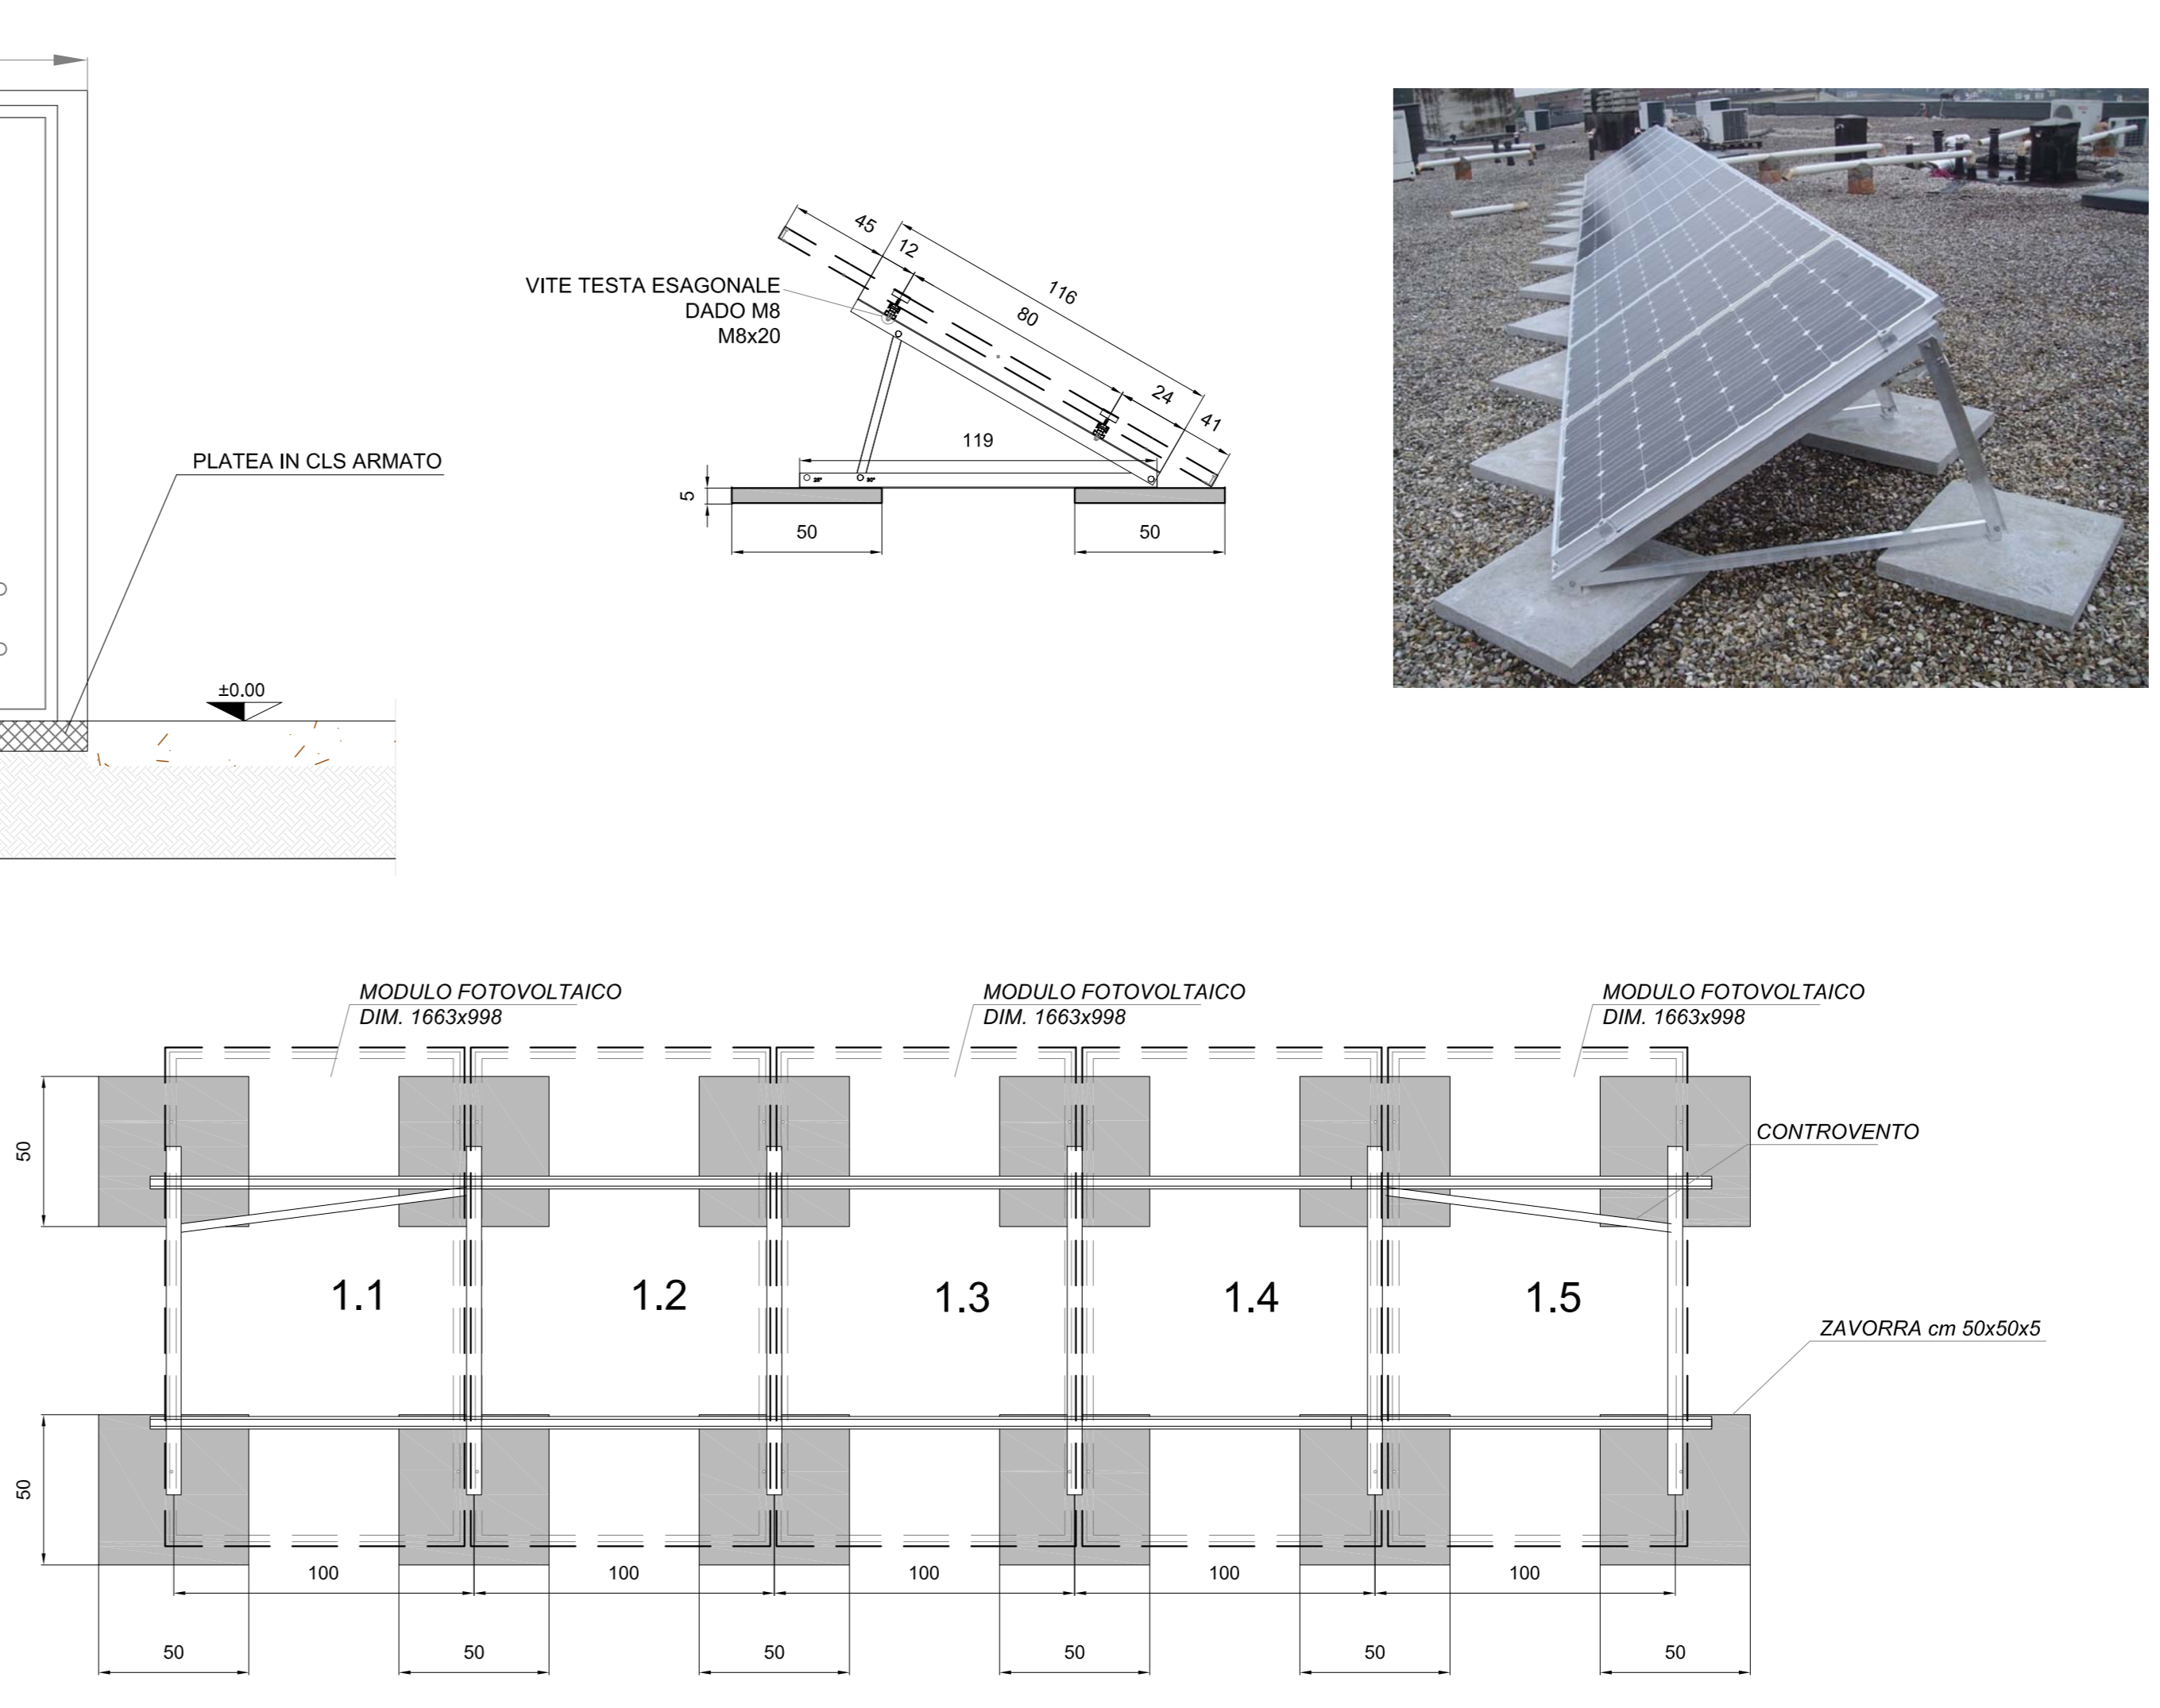 45
12
116
80
VITE TESTA ESAGONALE
DADO M8
M8x20
24
41
119
PLATEA IN CLS ARMATO
5
50
50
±0.00
MODULO FOTOVOLTAICO
DIM. 1663x998
MODULO FOTOVOLTAICO
DIM. 1663x998
MODULO FOTOVOLTAICO
DIM. 1663x998
50
CONTROVENTO
1.1
1.2
1.3
1.4
1.5
ZAVORRA cm 50x50x5
50
100
100
100
100
100
50
50
50
50
50
50